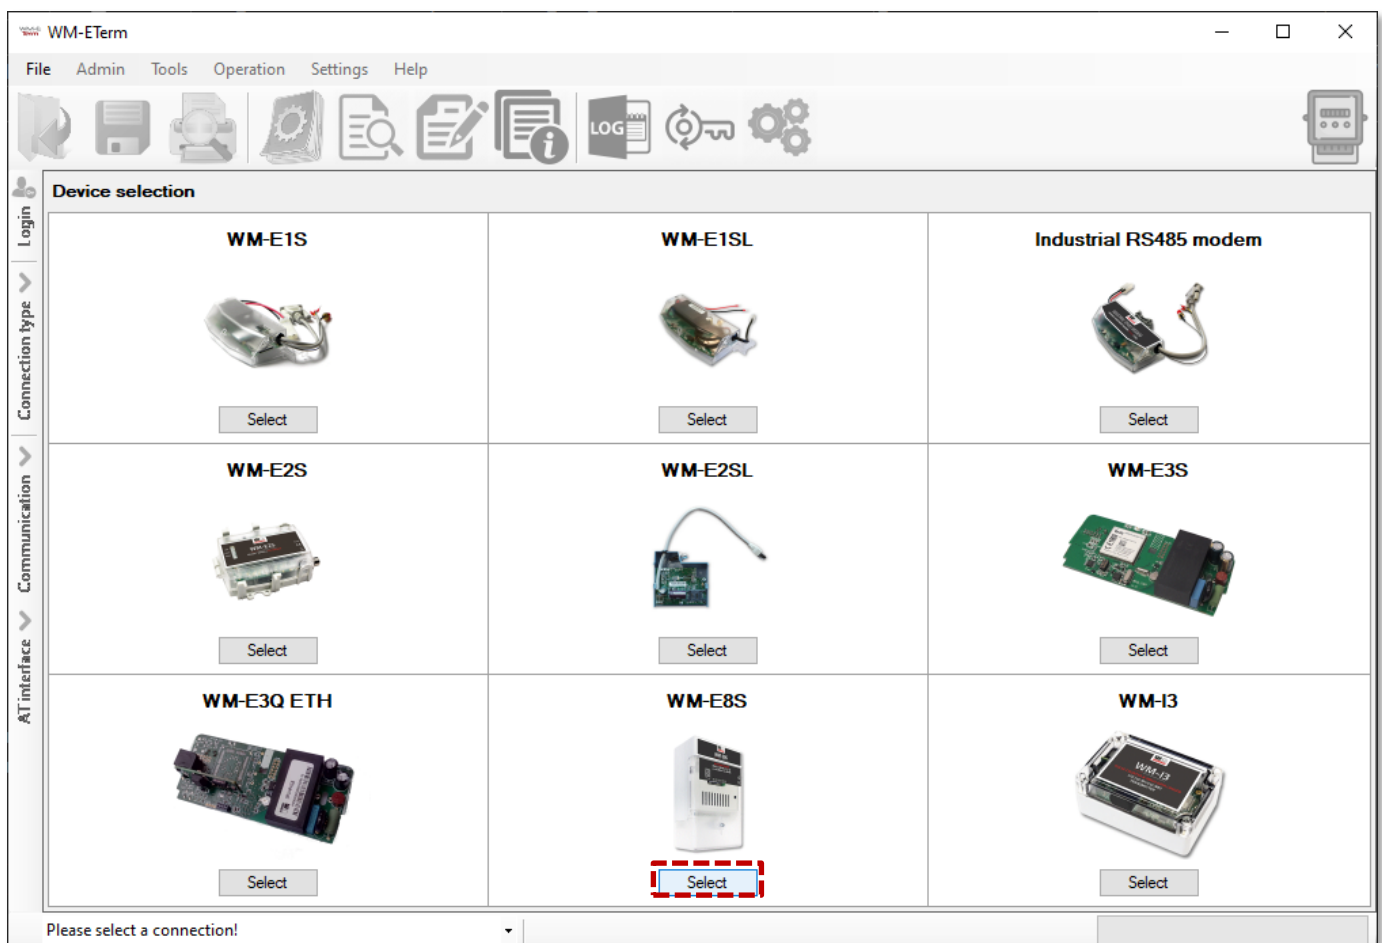 WM-ETerm
File Admin Tools Operation Settings Help
LOG
Device selection
Login
Connection type
Communication
AT interface
WM-E1S
WM-E1SL
Industrial RS485 modem
Select
Select
Select
WM-E2S
WM-E2SL
WM-E3S
Select
Select
Select
WM-E3Q ETH
WM-E8S
WM-I3
WM-I3
Select
Select
Select
Please select a connection!